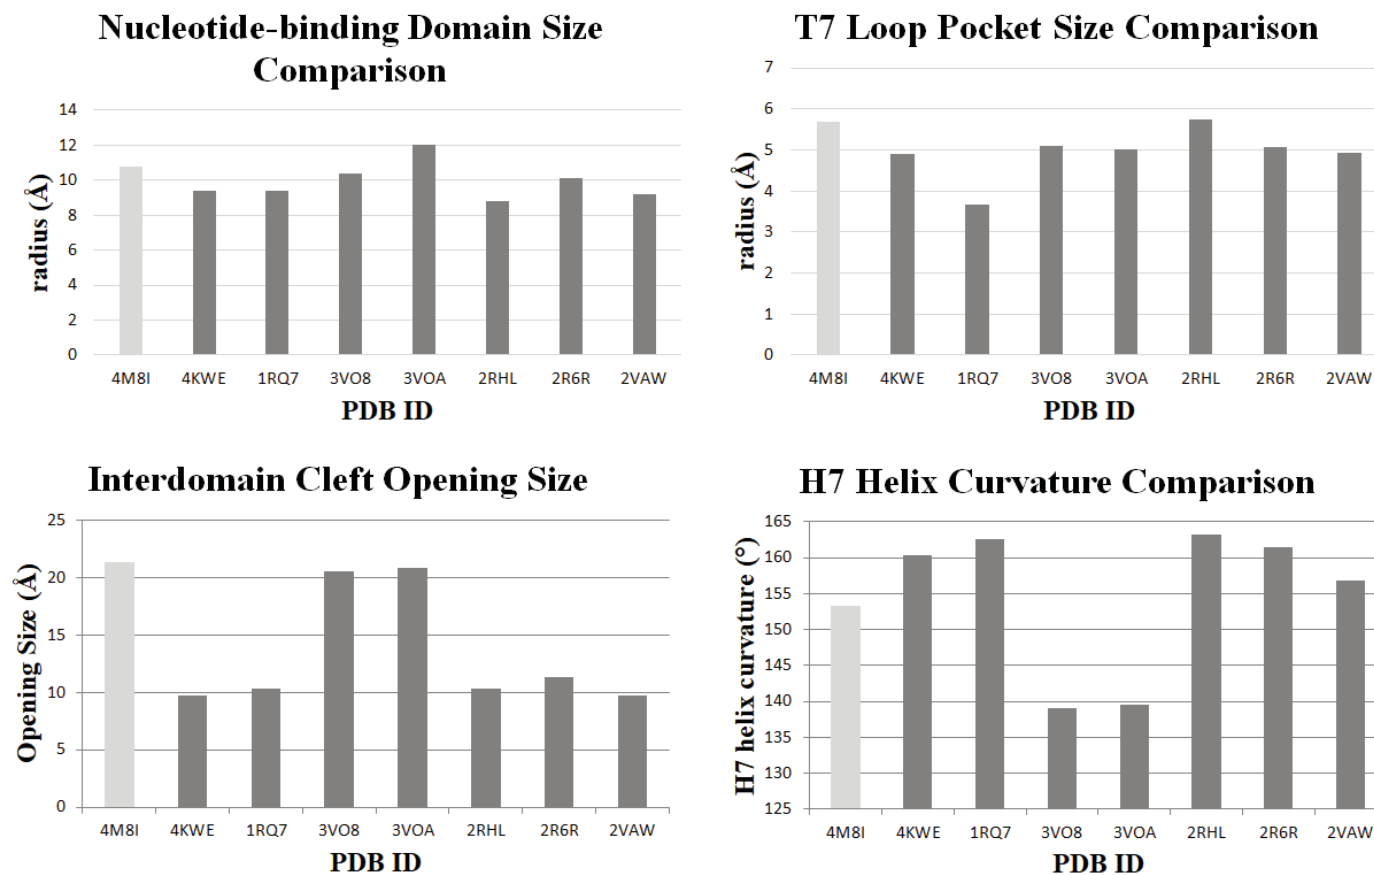 Nucleotide-binding Domain Size
Comparison
radius (Å)
14
12
10
8
6
4
2
0
4M8I 4KWE 1RQ7 3VO8 3VOA 2RHL 2R6R 2VAW
PDB ID
T7 Loop Pocket Size Comparison
radius (Å)
7
6
5
4
3
2
1
0
4M8I 4KWE 1RQ7 3VO8 3VOA 2RHL 2R6R 2VAW
PDB ID
Interdomain Cleft Opening Size
Opening Size (Å)
25
20
15
10
5
0
4M8I 4KWE 1RQ7 3VO8 3VOA 2RHL 2R6R 2VAW
PDB ID
H7 Helix Curvature Comparison
H7 helix curvature (°)
165
160
155
150
145
140
135
130
125
4M8I 4KWE 1RQ7 3VO8 3VOA 2RHL 2R6R 2VAW
PDB ID